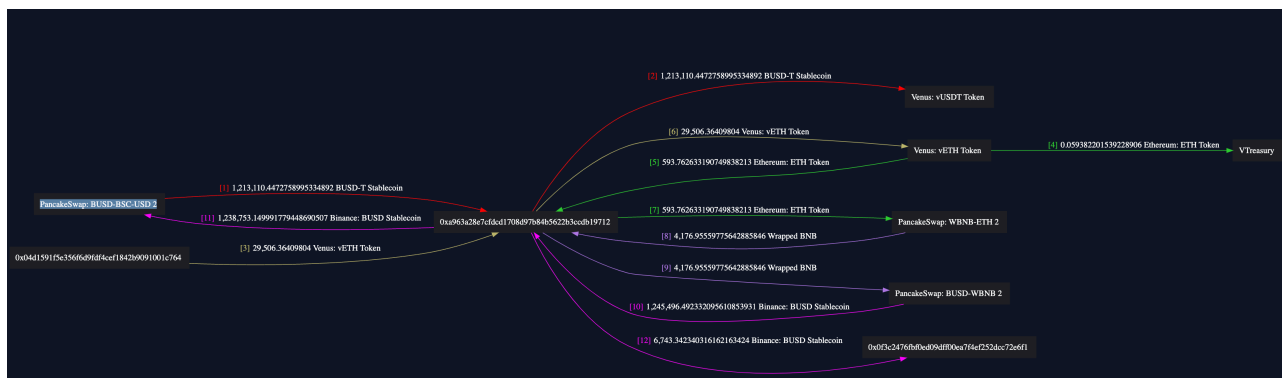 [2] 1,213,110.4472758995334892 BUSD-T Stablecoin
Venus: vUSDT Token
[6] 29,506.36409804 Venus: vETH Token
[4] 0.059382201539228906 Ethereum: ETH Token
Venus: vETH Token
VTreasury
[5] 593.762633190749838213 Ethereum: ETH Token
[1] 1,213,110.4472758995334892 BUSD-T Stablecoin
PancakeSwap: BUSD-BSC-USD 2
[11] 1,238,753.149991779448690507 Binance: BUSD Stablecoin
0xa963a28e7cfdcd1708d97b84b5622b3ccdb19712
[7] 593.762633190749838213 Ethereum: ETH Token
PancakeSwap: WBNB-ETH 2
[8] 4,176.95559775642885846 Wrapped BNB
[3] 29,506.36409804 Venus: vETH Token
0x04d1591f5e356f6d9fdf4cef1842b9091001c764
[9] 4,176.95559775642885846 Wrapped BNB
PancakeSwap: BUSD-WBNB 2
[10] 1,245,496.492332095610853931 Binance: BUSD Stablecoin
[12] 6,743.342340316162163424 Binance: BUSD Stablecoin
0x0f3c2476fbf0ed09dff00ea7f4ef252dcc72e6f1